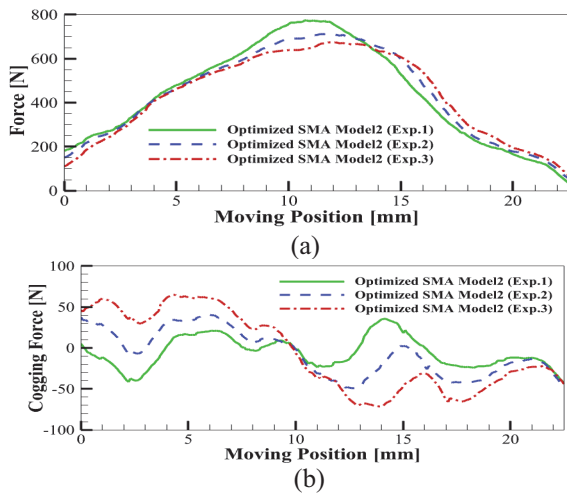 800
600
400
200
0
Force [N]
Optimized SMA Model2 (Exp.1)
Optimized SMA Model2 (Exp.2)
Optimized SMA Model2 (Exp.3)
0 5 10 15 20
Moving Position [mm]
(a)
100
50
0
-50
-100
Cogging Force [N]
Optimized SMA Model2 (Exp.1)
Optimized SMA Model2 (Exp.2)
Optimized SMA Model2 (Exp.3)
0 5 10 15 20
Moving Position [mm]
(b)